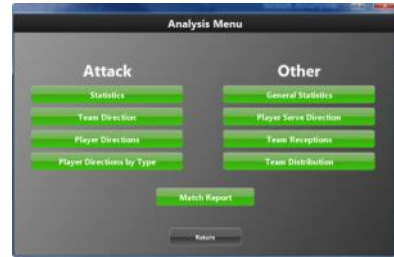 Analysis Menu
Attack
Other
Statistics
General Statistics
Team Direction
Player Serve Direction
Player Directions
Team Receptions
Player Directions by Type
Team Distribution
Match Report
Return